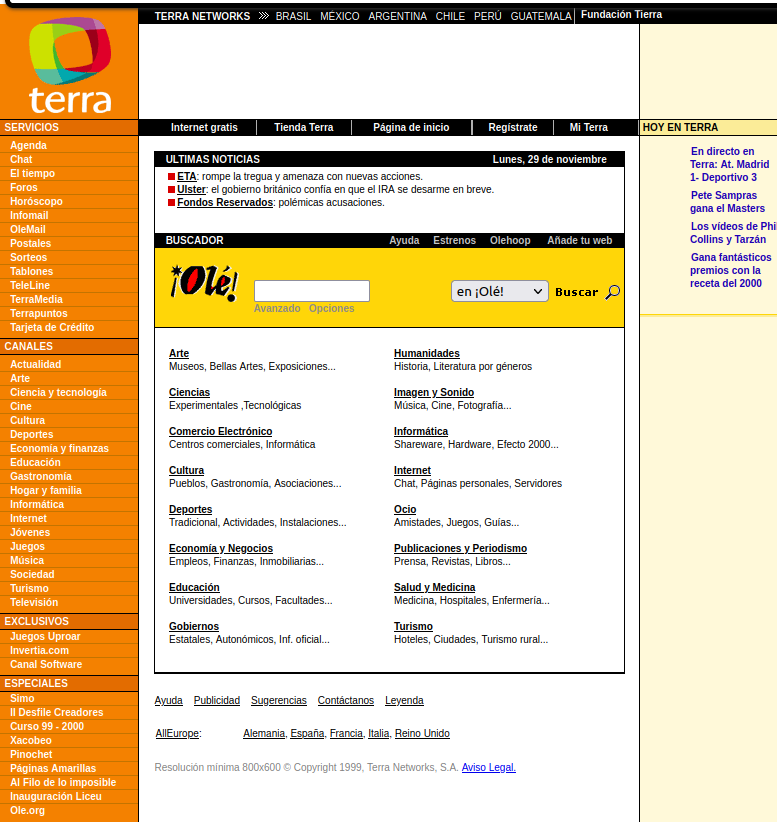 TERRA NETWORKS BRASIL MÉXICO ARGENTINA CHILE PERÚ GUATEMALA Fundación Tierra
terra
Internet gratis Tienda Terra Página de inicio Regístrate Mi Terra
SERVICIOS
Agenda
Chat
El tiempo
Foros
Horóscopo
Infomail
OleMail
Postales
Sorteos
Tablones
TeleLine
TerraMedia
Terrapuntos
Tarjeta de Crédito
CANALES
Actualidad
Arte
Ciencia y tecnología
Cine
Cultura
Deportes
Economía y finanzas
Educación
Gastronomía
Hogar y familia
Informática
Internet
Jóvenes
Juegos
Música
Sociedad
Turismo
Televisión
EXCLUSIVOS
Juegos Uproar
Invertia.com
Canal Software
ESPECIALES
Simo
II Desfile Creadores
Curso 99 - 2000
Xacobeo
Pinochet
Páginas Amarillas
Al Filo de lo imposible
Inauguración Liceu
Ole.org
ULTIMAS NOTICIAS Lunes, 29 de noviembre
ETA: rompe la tregua y amenaza con nuevas acciones.
Ulster: el gobierno británico confía en que el IRA se desarme en breve.
Fondos Reservados: polémicas acusaciones.
BUSCADOR Ayuda Estrenos Olehoop Añade tu web
¡Olé! en ¡Olé! Buscar
Avanzado Opciones
Arte
Museos, Bellas Artes, Exposiciones...
Ciencias
Experimentales ,Tecnológicas
Comercio Electrónico
Centros comerciales, Informática
Cultura
Pueblos, Gastronomía, Asociaciones...
Deportes
Tradicional, Actividades, Instalaciones...
Economía y Negocios
Empleos, Finanzas, Inmobiliarias...
Educación
Universidades, Cursos, Facultades...
Gobiernos
Estatales, Autonómicos, Inf. oficial...
Humanidades
Historia, Literatura por géneros
Imagen y Sonido
Música, Cine, Fotografía...
Informática
Shareware, Hardware, Efecto 2000...
Internet
Chat, Páginas personales, Servidores
Ocio
Amistades, Juegos, Guías...
Publicaciones y Periodismo
Prensa, Revistas, Libros...
Salud y Medicina
Medicina, Hospitales, Enfermería...
Turismo
Hoteles, Ciudades, Turismo rural...
Ayuda Publicidad Sugerencias Contáctanos Leyenda
AllEurope: Alemania, España, Francia, Italia, Reino Unido
Resolución mínima 800x600 © Copyright 1999, Terra Networks, S.A. Aviso Legal.
HOY EN TERRA
En directo en
Terra: At. Madrid
1- Deportivo 3
Pete Sampras
gana el Masters
Los vídeos de Phil
Collins y Tarzán
Gana fantásticos
premios con la
receta del 2000